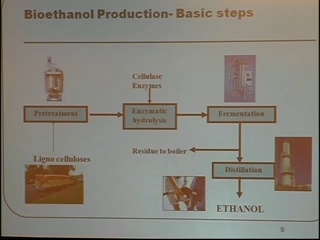 Bioethanol Production- Basic steps
Cellulase
Enzymes
Pretreatment
Enzymatic
hydrolysis
Fermentation
Ligno celluloses
Residue to boiler
Distillation
ETHANOL
9